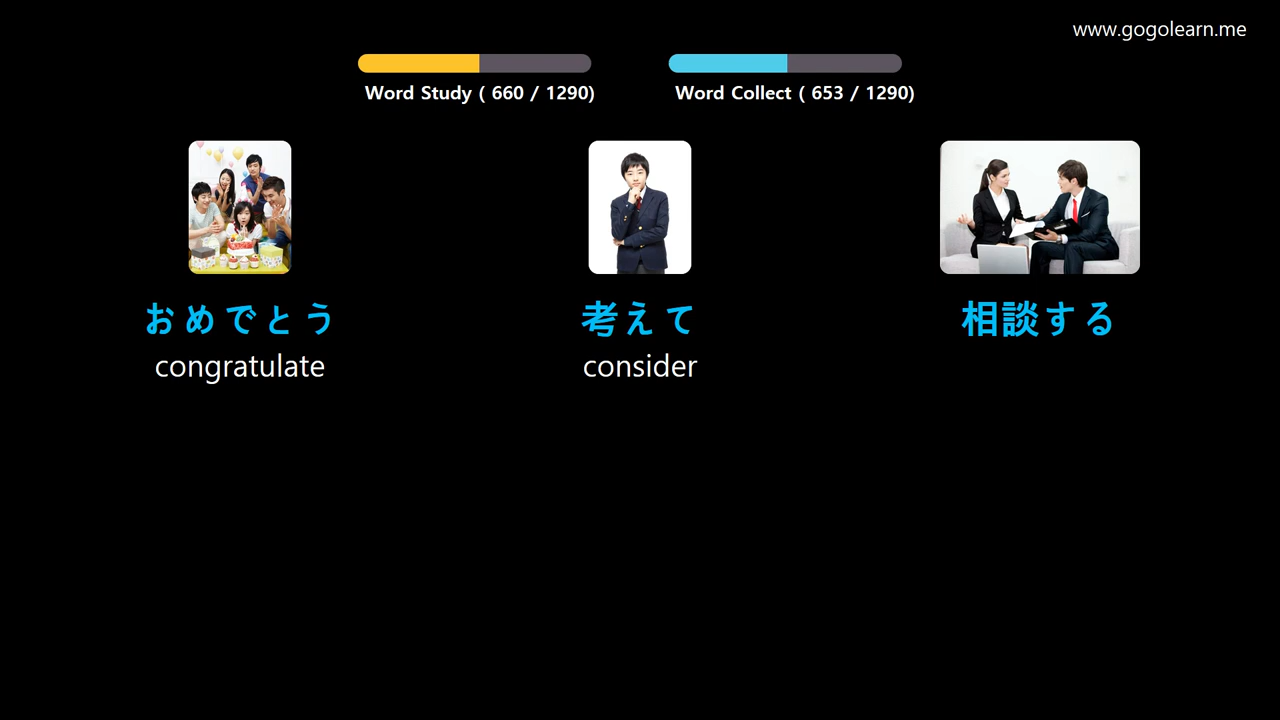 www.gogolearn.me
Word Study ( 660 / 1290)
Word Collect ( 653 / 1290)
おめでとう
congratulate
考えて
consider
相談する